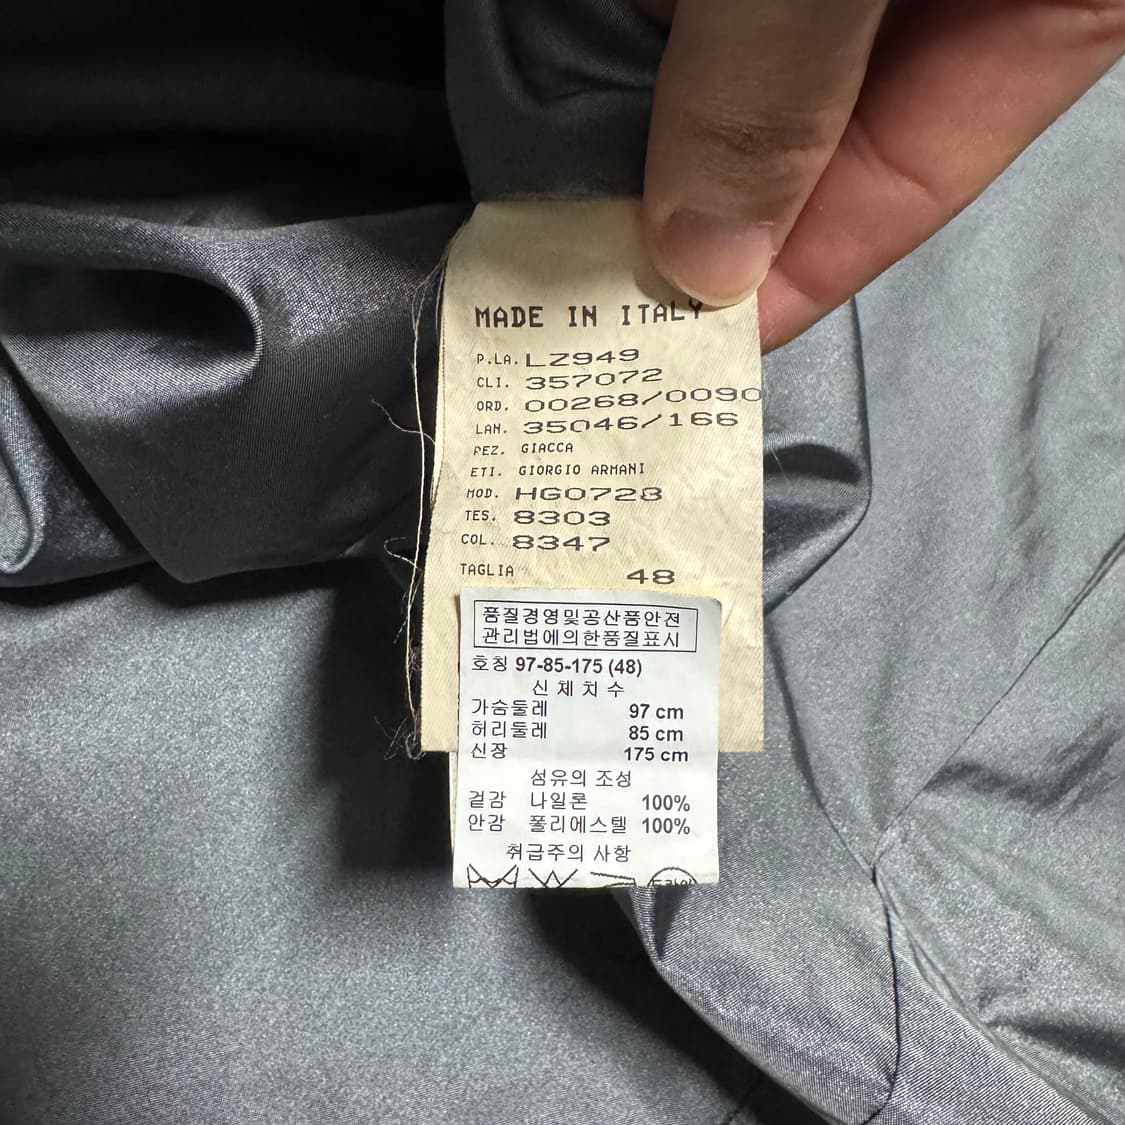 MADE IN ITALY
P.LA. LZ949
CLI. 357072
ORD. 00268/0090
LAN. 35046/166
PEZ. GIACCA
ETI. GIORGIO ARMANI
MOD. HG0728
TES. 8303
COL. 8347
TAGLIA 48
품질경영및공산품안전
관리법에의한품질표시
호칭 97-85-175 (48)
신 체 치 수
가슴둘레 97 cm
허리둘레 85 cm
신장 175 cm
섬유의 조성
겉감 나일론 100%
안감 폴리에스텔 100%
취급주의 사항